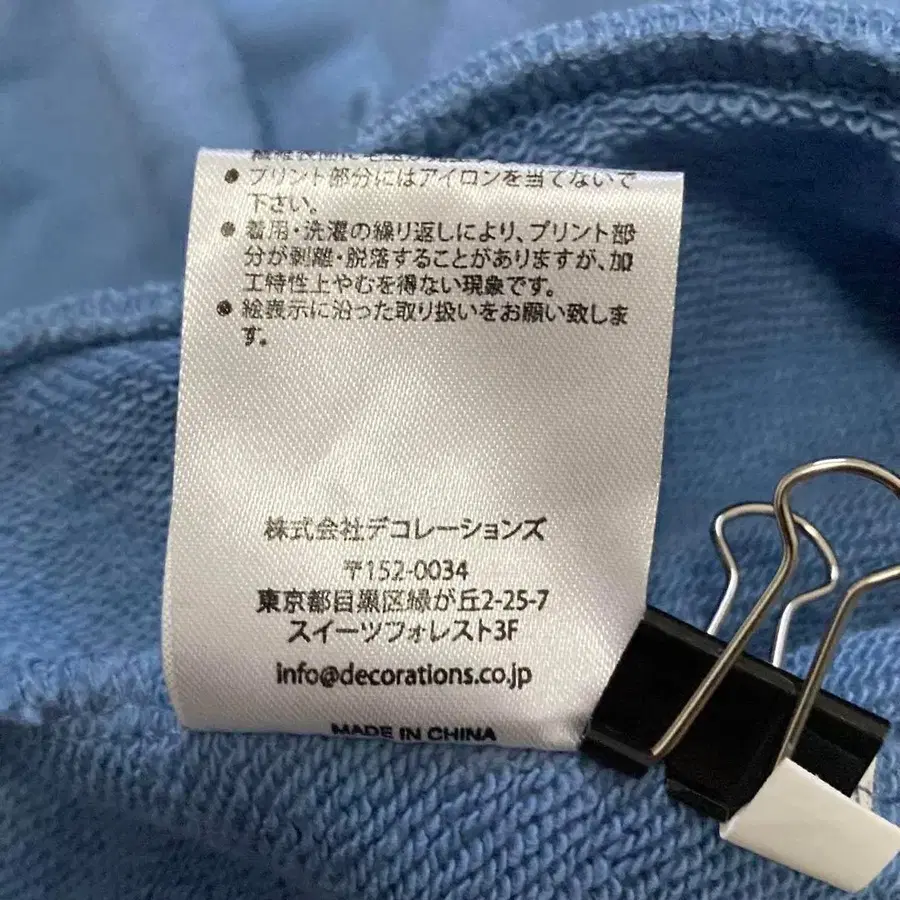 ● プリント部分にはアイロンを当てないで
下さい。
● 着用・洗濯の繰り返しにより、プリント部
分が剥離・脱落することがありますが、加
工特性上やむを得ない現象です。
● 絵表示に沿った取り扱いをお願い致しま
す。
株式会社デコレーションズ
〒152-0034
東京都目黒区緑が丘2-25-7
スイーツフォレスト3F
info@decorations.co.jp
MADE IN CHINA